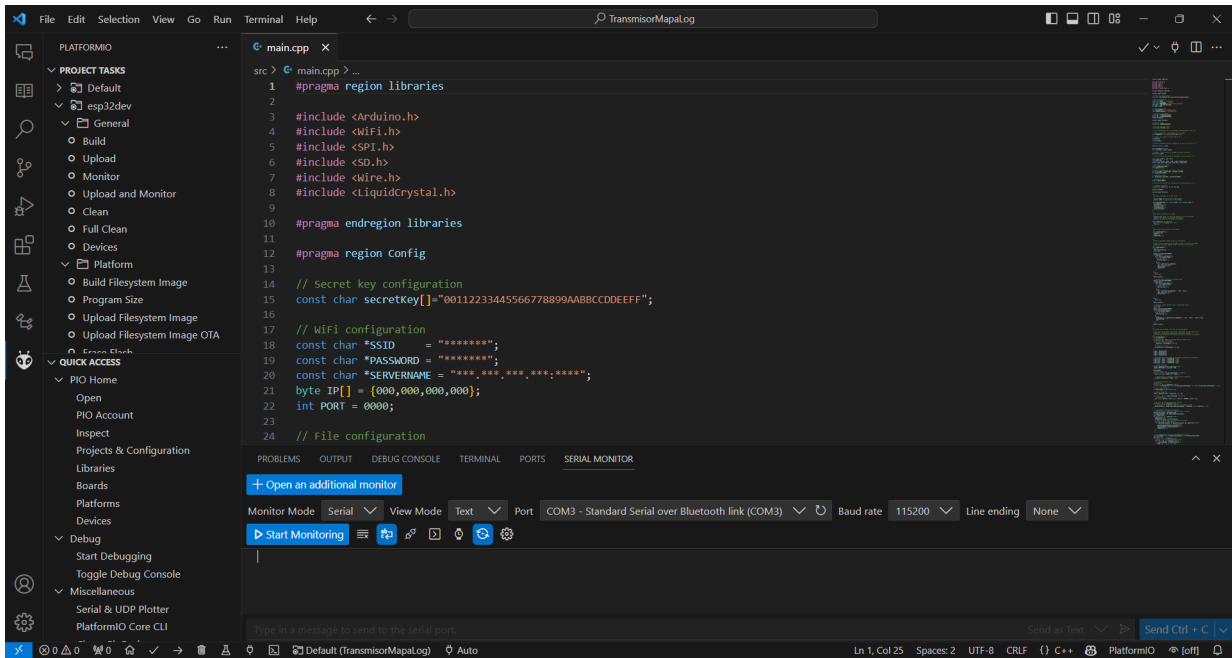 File Edit Selection View Go Run Terminal Help
TransmisorMapaLog
PLATFORMIO
PROJECT TASKS
Default
esp32dev
General
Build
Upload
Monitor
Upload and Monitor
Clean
Full Clean
Devices
Platform
Build Filesystem Image
Program Size
Upload Filesystem Image
Upload Filesystem Image OTA
Erase Flash
QUICK ACCESS
PIO Home
Open
PIO Account
Inspect
Projects & Configuration
Libraries
Boards
Platforms
Devices
Debug
Start Debugging
Toggle Debug Console
Miscellaneous
Serial & UDP Plotter
PlatformIO Core CLI
main.cpp
src > main.cpp > ...
1 #pragma region libraries
2
3 #include <Arduino.h>
4 #include <WiFi.h>
5 #include <SPI.h>
6 #include <SD.h>
7 #include <Wire.h>
8 #include <LiquidCrystal.h>
9
10 #pragma endregion libraries
11
12 #pragma region Config
13
14 // Secret key configuration
15 const char secretKey[]="00112233445566778899AABBCCDDEEFF";
16
17 // WiFi configuration
18 const char *SSID     = "*******";
19 const char *PASSWORD = "*******";
20 const char *SERVERNAME = "***.***.***.***:****";
21 byte IP[] = {000,000,000,000};
22 int PORT = 0000;
23
24 // File configuration
PROBLEMS OUTPUT DEBUG CONSOLE TERMINAL PORTS SERIAL MONITOR
+ Open an additional monitor
Monitor Mode Serial View Mode Text Port COM3 - Standard Serial over Bluetooth link (COM3) Baud rate 115200 Line ending None
Start Monitoring
Type in a message to send to the serial port. Send as Text Send Ctrl + C
0 0 0 Default (TransmisorMapaLog) Auto Ln 1, Col 25 Spaces: 2 UTF-8 CRLF {} C++ PlatformIO [off]